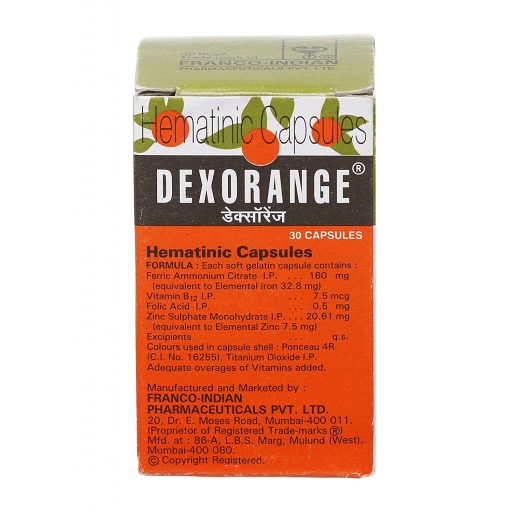 FRANCO-INDIAN
PHARMACEUTICALS PVT. LTD.
Hematinic Capsules
DEXORANGE®
डेक्सॉरेंज
30 CAPSULES
Hematinic Capsules
FORMULA : Each soft gelatin capsule contains :
Ferric Ammonium Citrate I.P. ... 160 mg
(equivalent to Elemental Iron 32.8 mg)
Vitamin B12 I.P. ... 7.5 mcg
Folic Acid I.P. ... 0.5 mg
Zinc Sulphate Monohydrate I.P. ... 20.61 mg
(equivalent to Elemental Zinc 7.5 mg)
Excipients ... q.s.
Colours used in capsule shell : Ponceau 4R
(C.I. No. 16255), Titanium Dioxide I.P.
Adequate overages of Vitamins added.
Manufactured and Marketed by :
FRANCO-INDIAN
PHARMACEUTICALS PVT. LTD.
20, Dr. E. Moses Road, Mumbai-400 011.
(Proprietor of Registered Trade-marks ®)
Mfd. at : 86-A, L.B.S. Marg, Mulund (West),
Mumbai-400 080.
© Copyright Registered.